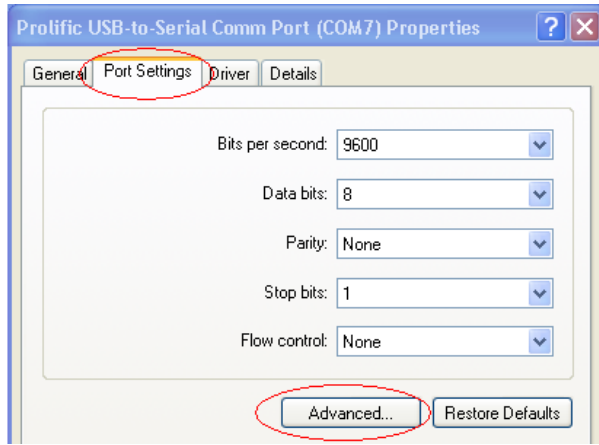 Prolific USB-to-Serial Comm Port (COM7) Properties
General Port Settings Driver Details
Bits per second: 9600
Data bits: 8
Parity: None
Stop bits: 1
Flow control: None
Advanced... Restore Defaults